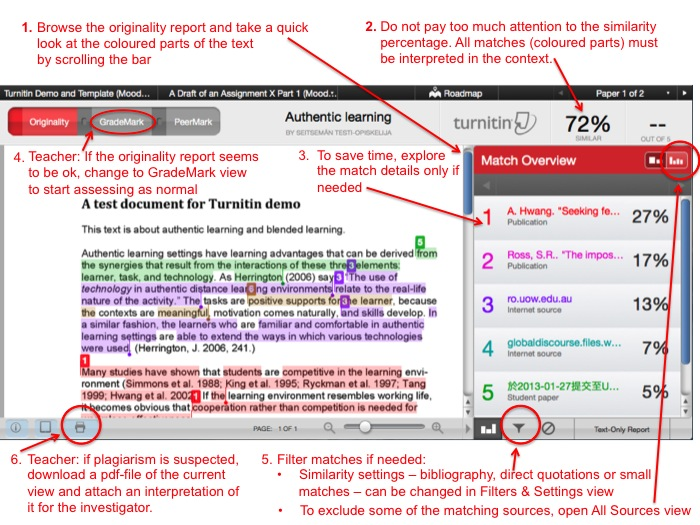 1. Browse the originality report and take a quick
look at the coloured parts of the text
by scrolling the bar
2. Do not pay too much attention to the similarity
percentage. All matches (coloured parts) must
be interpreted in the context.
Turnitin Demo and Template (Mood...
A Draft of an Assignment X Part 1 (Mood...
Roadmap
Paper 1 of 2
Originality
GradeMark
PeerMark
Authentic learning
BY SEITSEMÄN TESTI-OPISKELIJA
turnitin
72%
SIMILAR
--
OUT OF 5
4. Teacher: If the originality report seems
to be ok, change to GradeMark view
to start assessing as normal
3. To save time, explore
the match details only if
needed
Match Overview
A test document for Turnitin demo
This text is about authentic learning and blended learning.
5
Authentic learning settings have learning advantages that can be derived from
the synergies that result from the interactions of these three elements:
learner, task, and technology. As Herrington (2006) says "The use of
technology in authentic distance learning environments relate to the real-life
nature of the activity." The tasks are positive supports for the learner, because
the contexts are meaningful, motivation comes naturally, and skills develop. In
a similar fashion, the learners who are familiar and comfortable in authentic
learning settings are able to extend the ways in which various technologies
were used. (Herrington, J. 2006, 241.)
1
Many studies have shown that students are competitive in the learning envi-
ronment (Simmons et al. 1988; King et al. 1995; Ryckman et al. 1997; Tang
1999; Hwang et al. 2002 1 If the learning environment resembles working life,
it becomes obvious that cooperation rather than competition is needed for
1 A. Hwang. "Seeking fe... 27%
Publication
2 Ross, S.R.. "The impos... 17%
Publication
3 ro.uow.edu.au 13%
Internet source
4 globaldiscourse.files.w... 7%
Internet source
5 於2013-01-27提交至U... 5%
Student paper
PAGE: 1 OF 1
Text-Only Report
6. Teacher: if plagiarism is suspected,
download a pdf-file of the current
view and attach an interpretation of
it for the investigator.
5. Filter matches if needed:
• Similarity settings – bibliography, direct quotations or small
matches – can be changed in Filters & Settings view
• To exclude some of the matching sources, open All Sources view